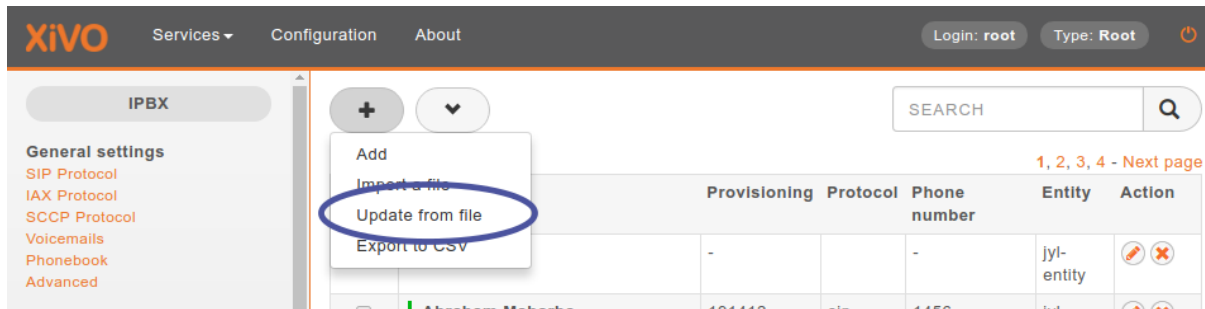 XiVO Services Configuration About Login: root Type: Root
IPBX
General settings
SIP Protocol
IAX Protocol
SCCP Protocol
Voicemails
Phonebook
Advanced
SEARCH
Add
Import a file
Update from file
Export to CSV
1, 2, 3, 4 - Next page
Provisioning Protocol Phone number Entity Action
- - jyl-entity